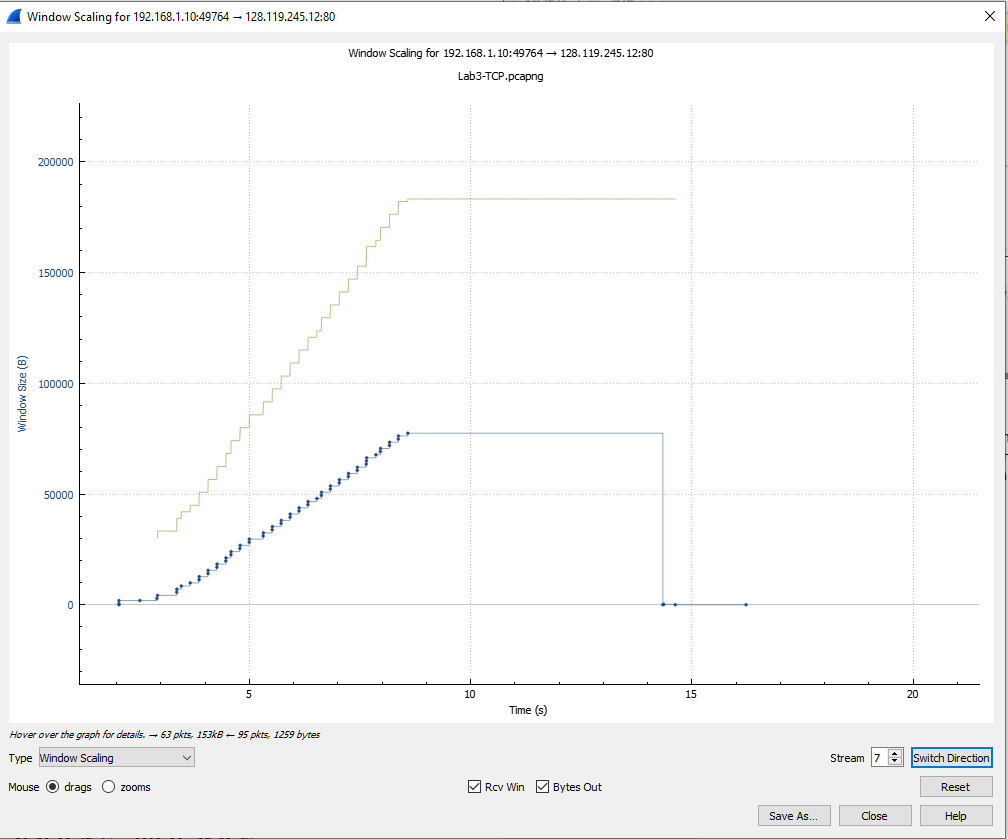 Window Scaling for 192.168.1.10:49764 → 128.119.245.12:80
Window Scaling for 192.168.1.10:49764 → 128.119.245.12:80
Lab3-TCP.pcapng
200000
150000
100000
50000
0
Window Size (B)
5 10 15 20
Time (s)
Hover over the graph for details. → 63 pkts, 153kB ← 95 pkts, 1259 bytes
Type Window Scaling Stream 7 Switch Direction
Mouse drags zooms Rcv Win Bytes Out Reset
Save As... Close Help